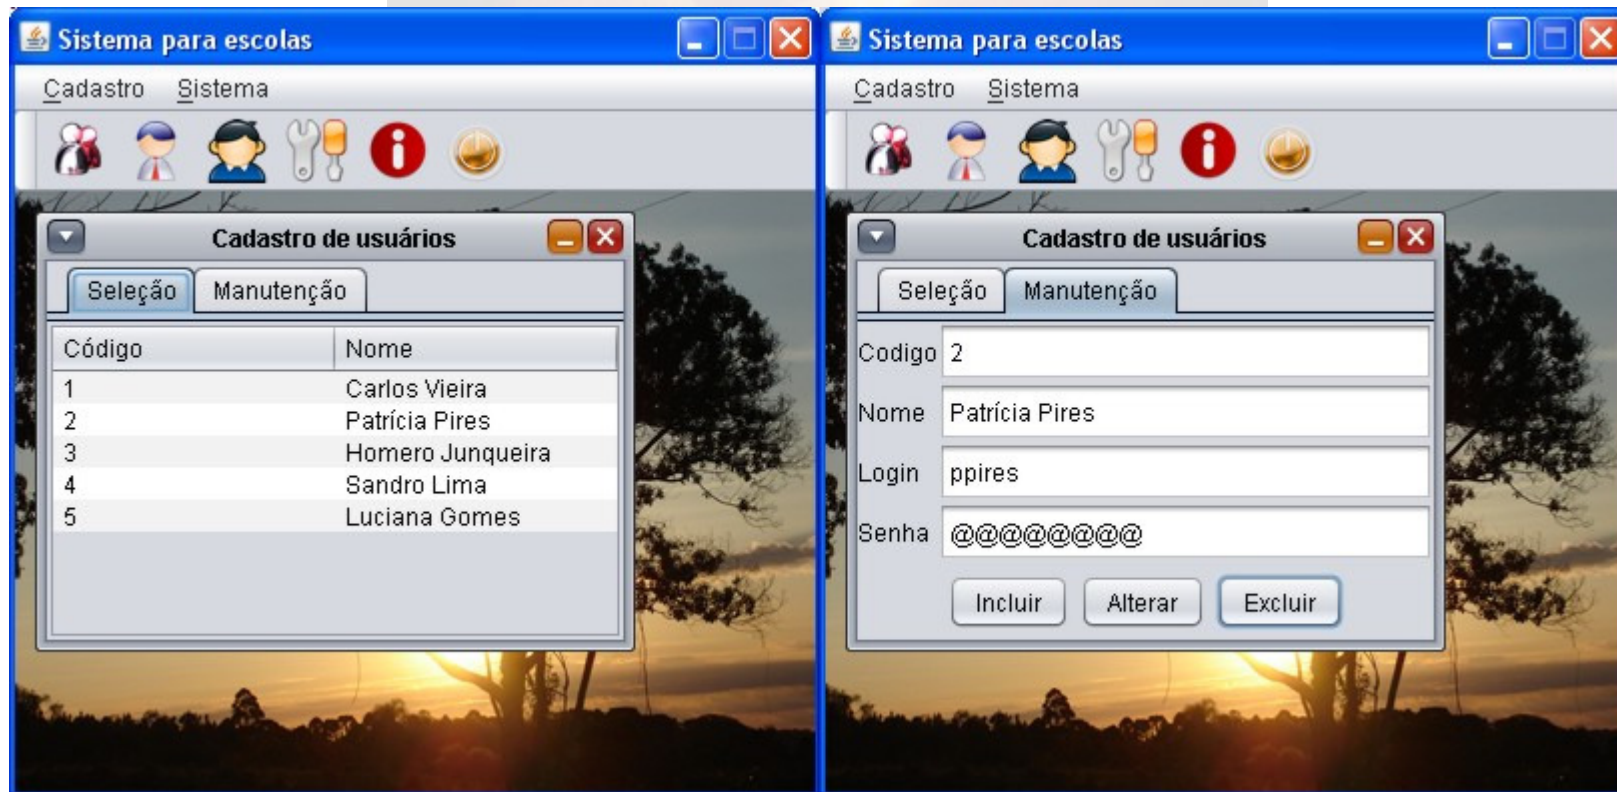 Sistema para escolas
Cadastro Sistema
Cadastro de usuários
Seleção Manutenção
Código Nome
1 Carlos Vieira
2 Patrícia Pires
3 Homero Junqueira
4 Sandro Lima
5 Luciana Gomes
Sistema para escolas
Cadastro Sistema
Cadastro de usuários
Seleção Manutenção
Codigo 2
Nome Patrícia Pires
Login ppires
Senha @@@@@@@@
Incluir Alterar Excluir